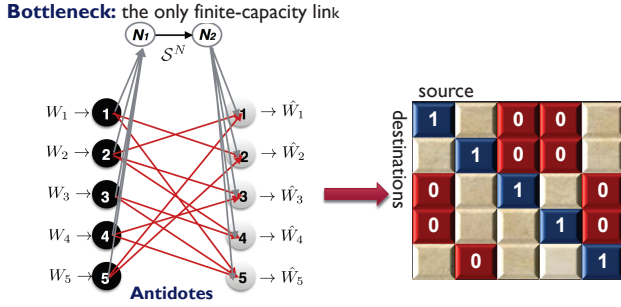 Bottleneck: the only finite-capacity link
N₁ N₂
𝒮ᴺ
source
destinations
W₁ → 1 1 → Ŵ₁
W₂ → 2 2 → Ŵ₂
W₃ → 3 3 → Ŵ₃
W₄ → 4 4 → Ŵ₄
W₅ → 5 5 → Ŵ₅
Antidotes
1 0 0
1 0 0
0 1 0
0 1 0
0 1